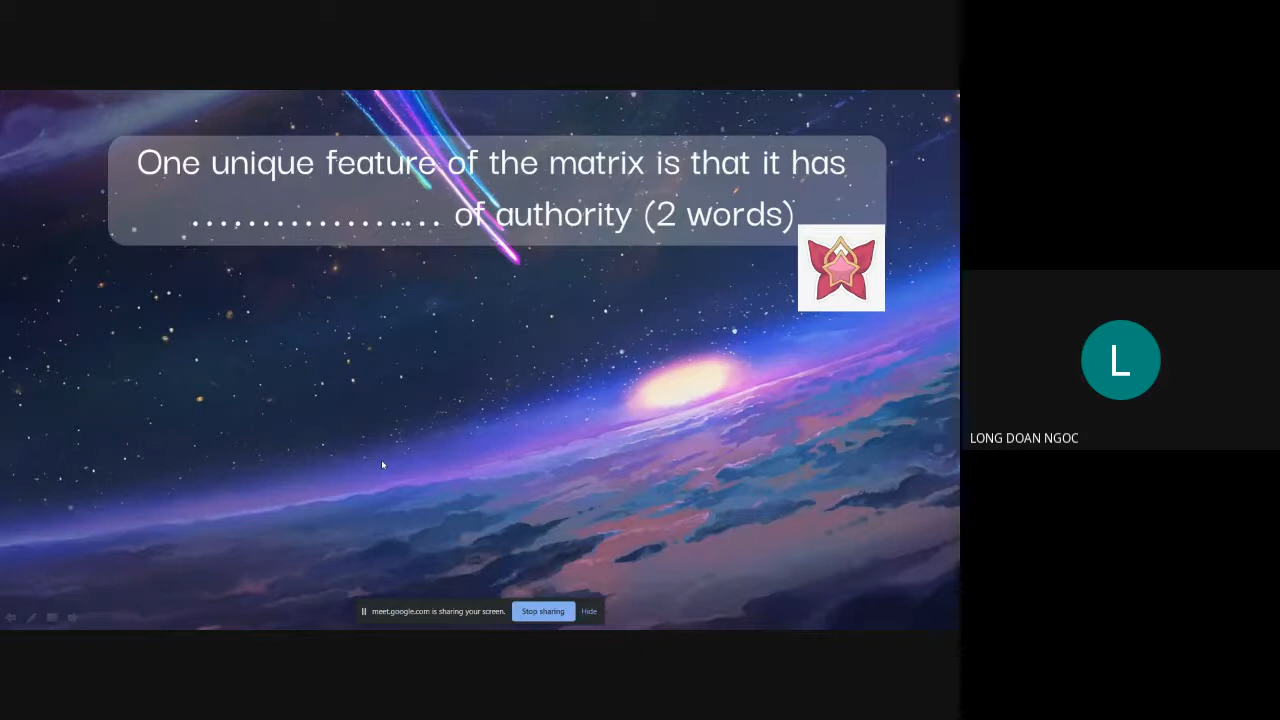 One unique feature of the matrix is that it has
.................. of authority (2 words)
L
LONG DOAN NGOC
meet.google.com is sharing your screen. Stop sharing Hide